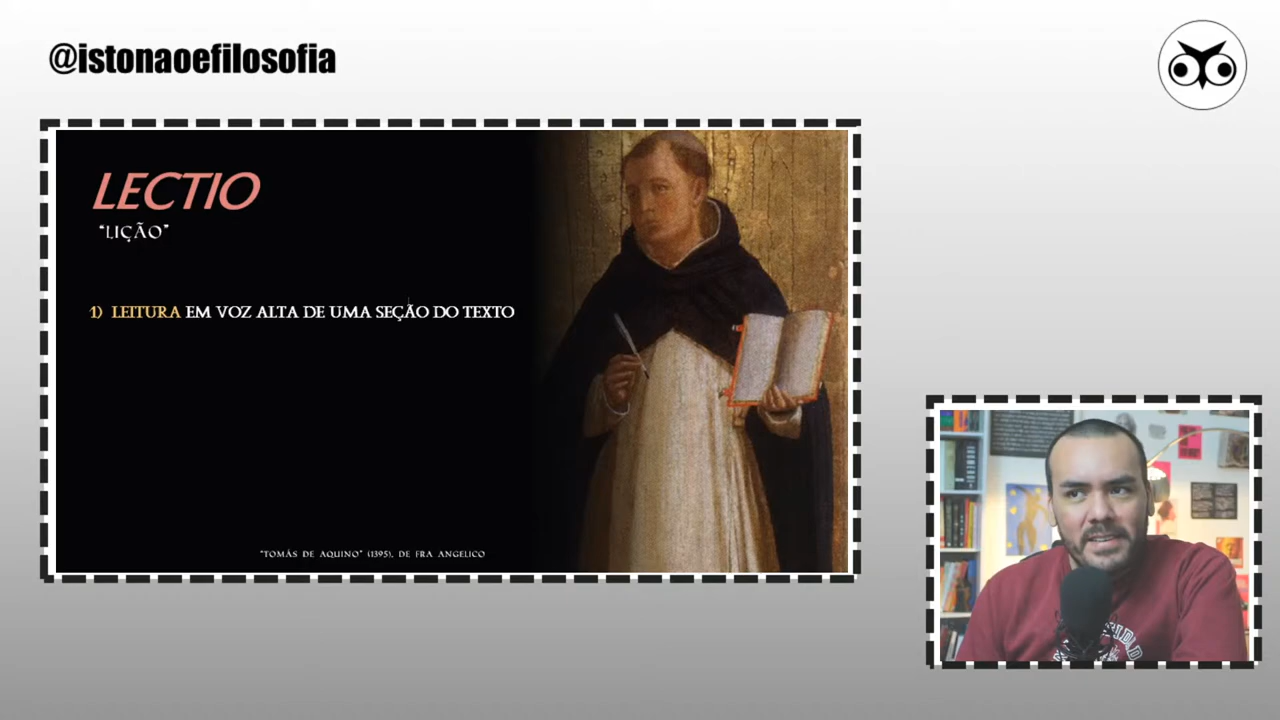 @istonaoefilosofia
LECTIO
"LIÇÃO"
1) LEITURA EM VOZ ALTA DE UMA SEÇÃO DO TEXTO
"TOMÁS DE AQUINO" (1395), DE FRA ANGELICO